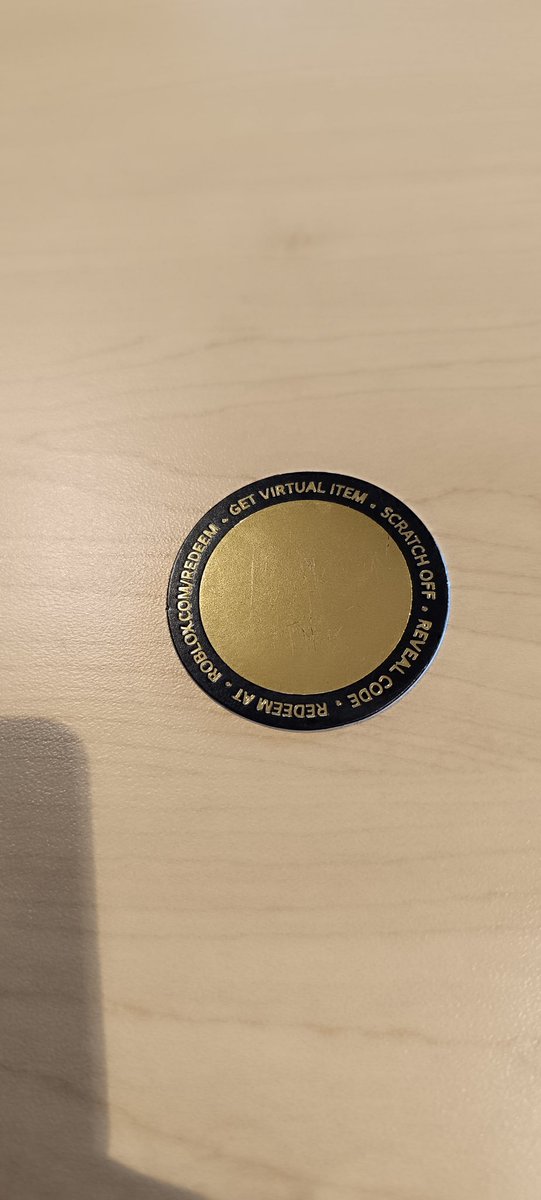 GET VIRTUAL ITEM • SCRATCH OFF • REVEAL CODE • REDEEM AT • ROBLOX.COM/REDEEM •